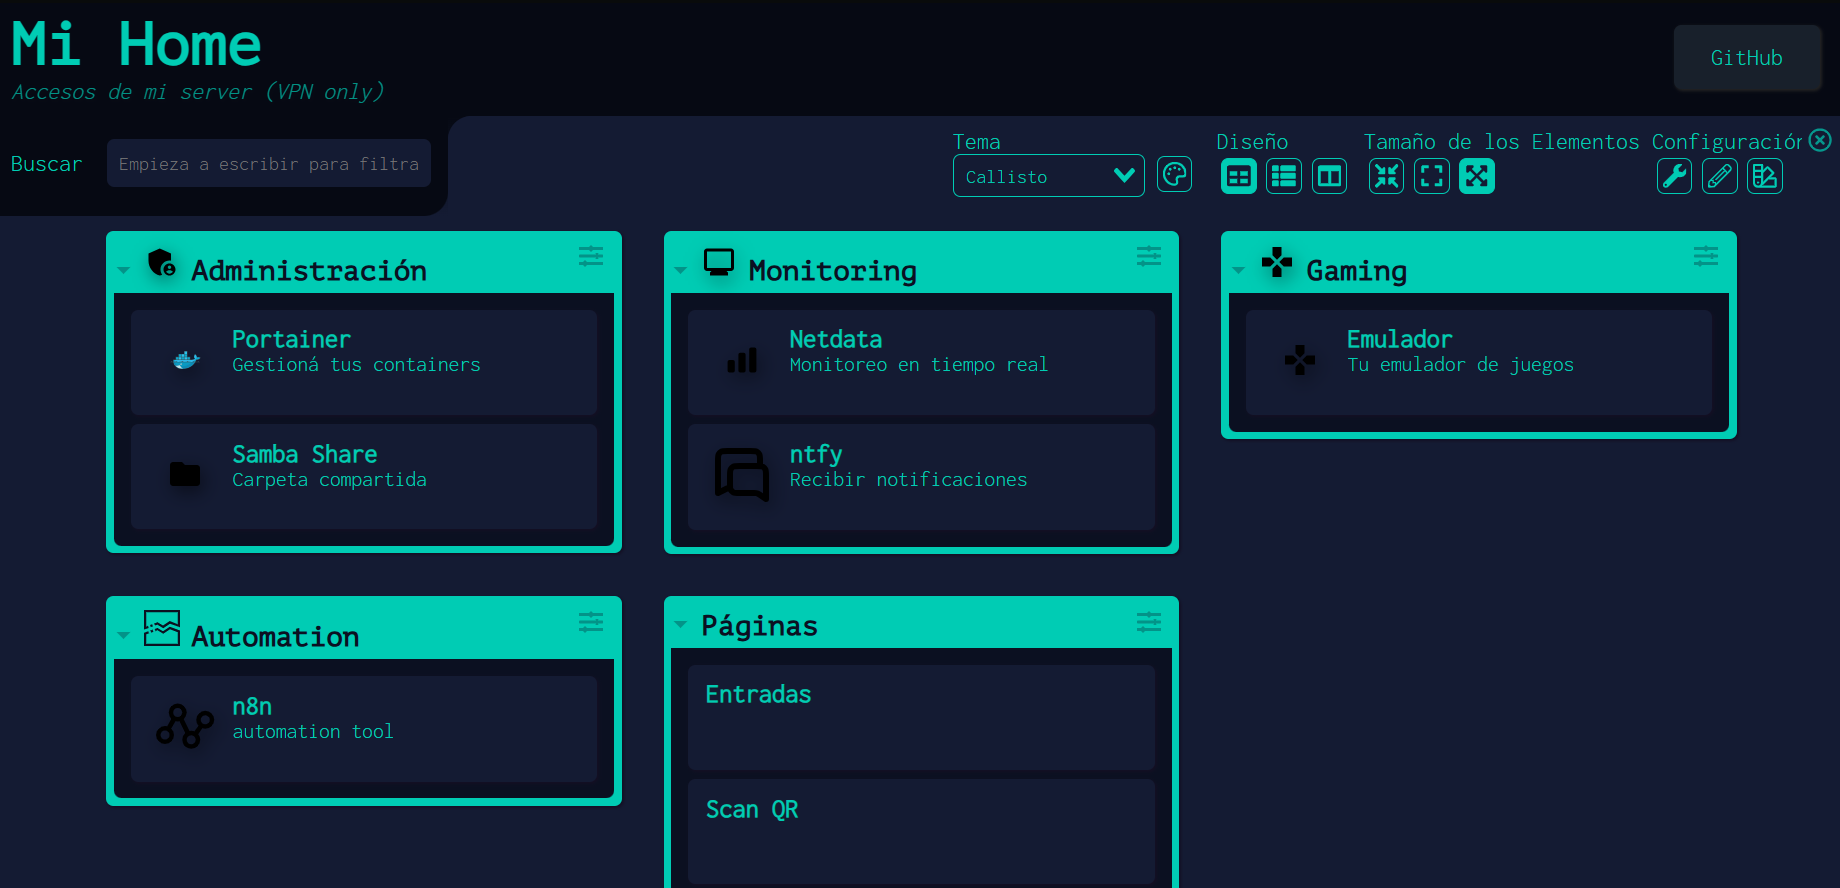 Mi Home
Accesos de mi server (VPN only)
GitHub
Buscar
Empieza a escribir para filtra
Tema
Callisto
Diseño
Tamaño de los Elementos
Configuración
Administración
Portainer
Gestioná tus containers
Samba Share
Carpeta compartida
Monitoring
Netdata
Monitoreo en tiempo real
ntfy
Recibir notificaciones
Gaming
Emulador
Tu emulador de juegos
Automation
n8n
automation tool
Páginas
Entradas
Scan QR